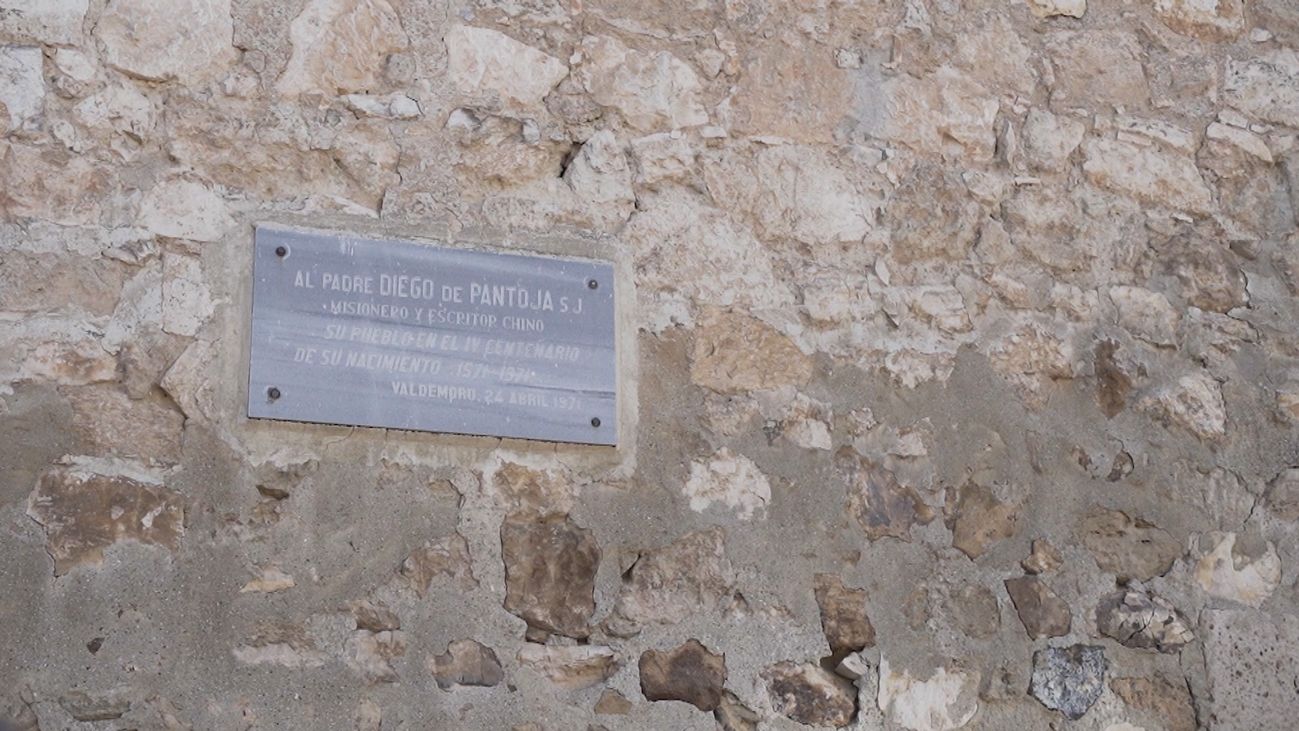 AL PADRE DIEGO DE PANTOJA S.J.
MISIONERO Y ESCRITOR CHINO
SU PUEBLO EN EL IV CENTENARIO
DE SU NACIMIENTO 1571-1971
VALDEMORO, 24 ABRIL 1971